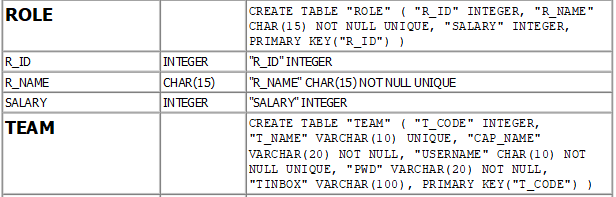 ROLE
CREATE TABLE "ROLE" ( "R_ID" INTEGER, "R_NAME"
CHAR(15) NOT NULL UNIQUE, "SALARY" INTEGER,
PRIMARY KEY("R_ID") )
R_ID INTEGER "R_ID" INTEGER
R_NAME CHAR(15) "R_NAME" CHAR(15) NOT NULL UNIQUE
SALARY INTEGER "SALARY" INTEGER
TEAM
CREATE TABLE "TEAM" ( "T_CODE" INTEGER,
"T_NAME" VARCHAR(10) UNIQUE, "CAP_NAME"
VARCHAR(20) NOT NULL, "USERNAME" CHAR(10) NOT
NULL UNIQUE, "PWD" VARCHAR(20) NOT NULL,
"TINBOX" VARCHAR(100), PRIMARY KEY("T_CODE") )